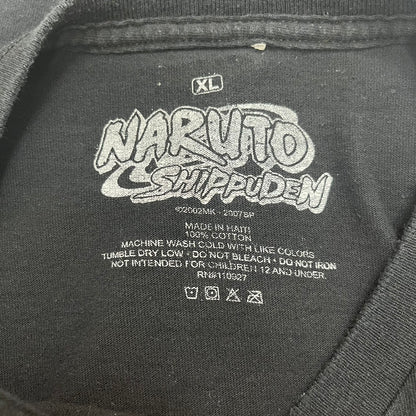 XL
NARUTO
SHIPPUDEN
©2002MK · 2007SP
MADE IN HAITI
100% COTTON
MACHINE WASH COLD WITH LIKE COLORS
TUMBLE DRY LOW · DO NOT BLEACH · DO NOT IRON
NOT INTENDED FOR CHILDREN 12 AND UNDER.
RN#110927